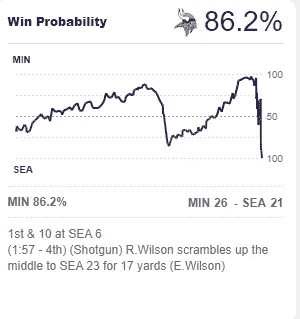 Win Probability 86.2%
MIN
100
50
100
SEA
MIN 86.2% MIN 26 - SEA 21
1st & 10 at SEA 6
(1:57 - 4th) (Shotgun) R.Wilson scrambles up the
middle to SEA 23 for 17 yards (E.Wilson)